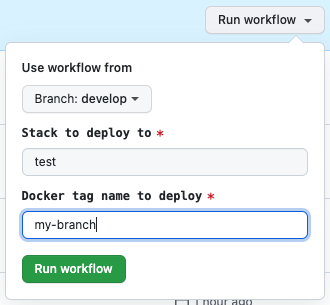 Run workflow
Use workflow from
Branch: develop
Stack to deploy to *
test
Docker tag name to deploy *
my-branch
Run workflow
1 hour ago